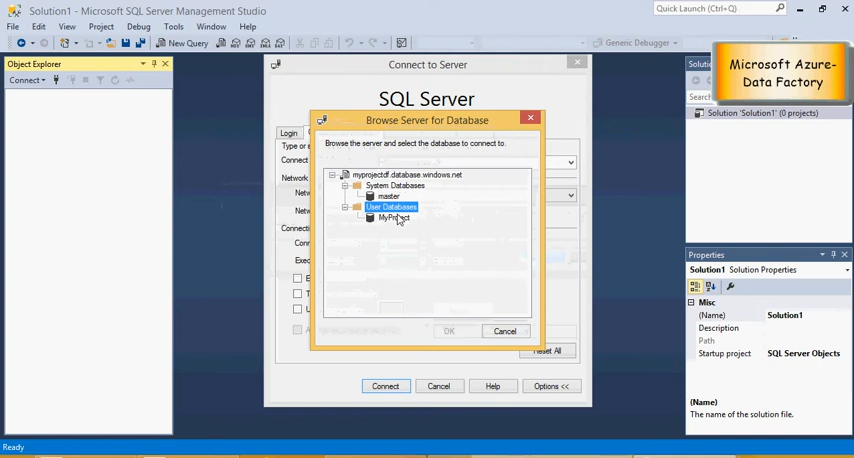 Solution1 - Microsoft SQL Server Management Studio
Quick Launch (Ctrl+Q)
File Edit View Project Debug Tools Window Help
New Query
Generic Debugger
Object Explorer
Connect
Microsoft Azure-
Data Factory
Solution 'Solution1' (0 projects)
Connect to Server
SQL Server
Login
Browse Server for Database
Browse the server and select the database to connect to.
myprojectdf.database.windows.net
System Databases
master
User Databases
MyProject
OK Cancel
Reset All
Connect Cancel Help Options <<
Properties
Solution1 Solution Properties
Misc
(Name) Solution1
Description
Path
Startup project SQL Server Objects
(Name)
The name of the solution file.
Ready